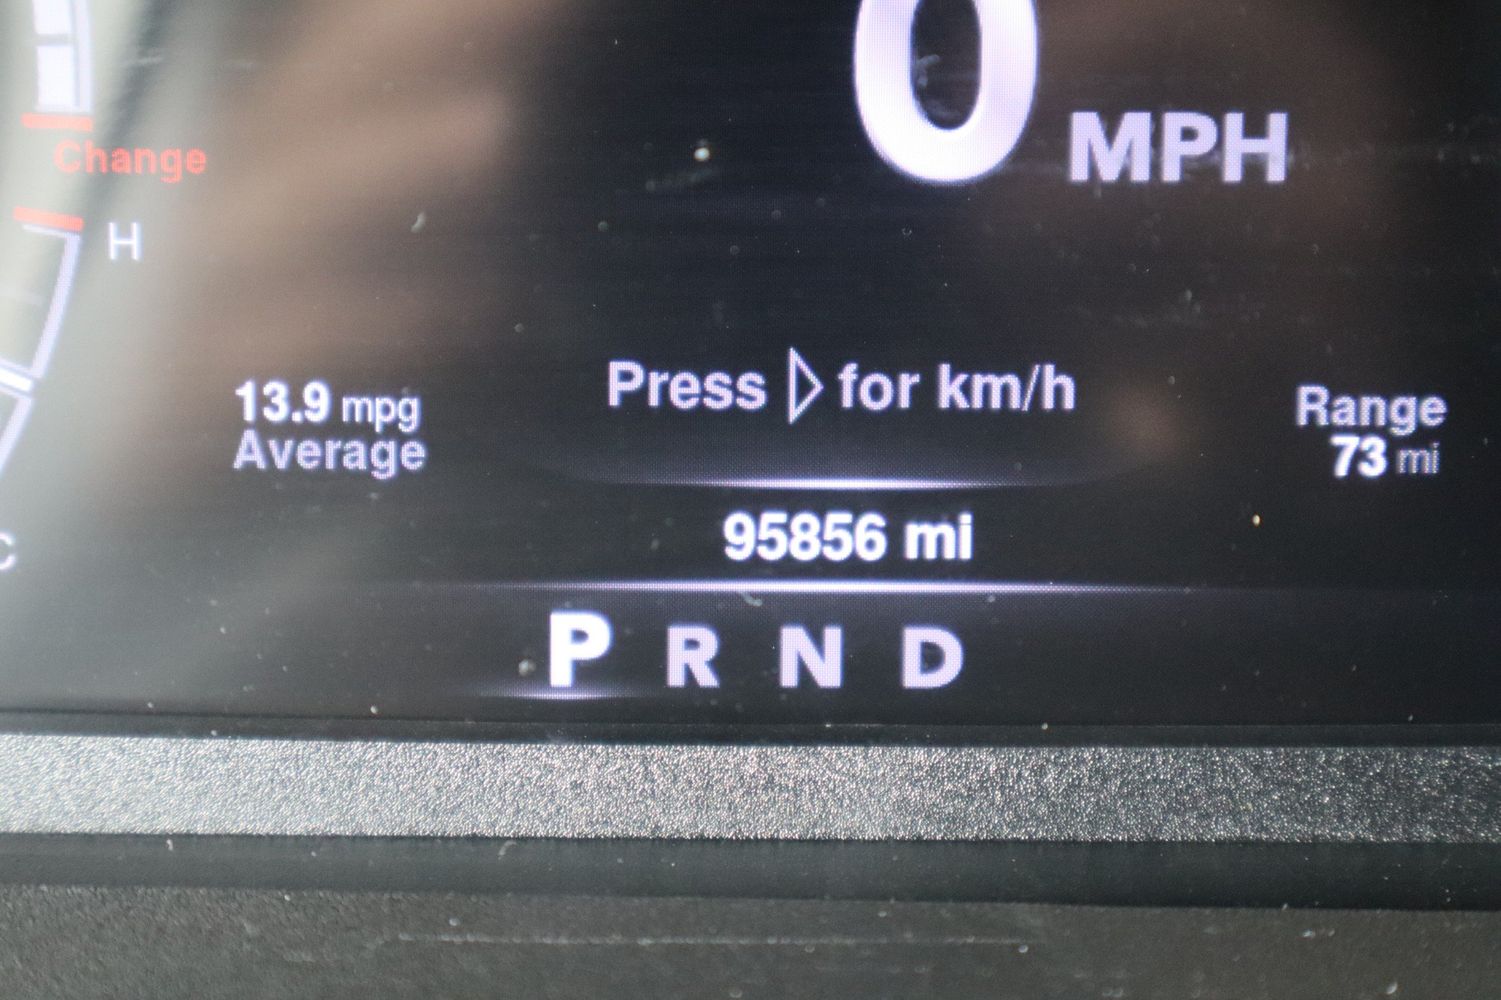 0 MPH
Change
H
Press ▷ for km/h
13.9 mpg
Average
Range
73 mi
95856 mi
C
P R N D